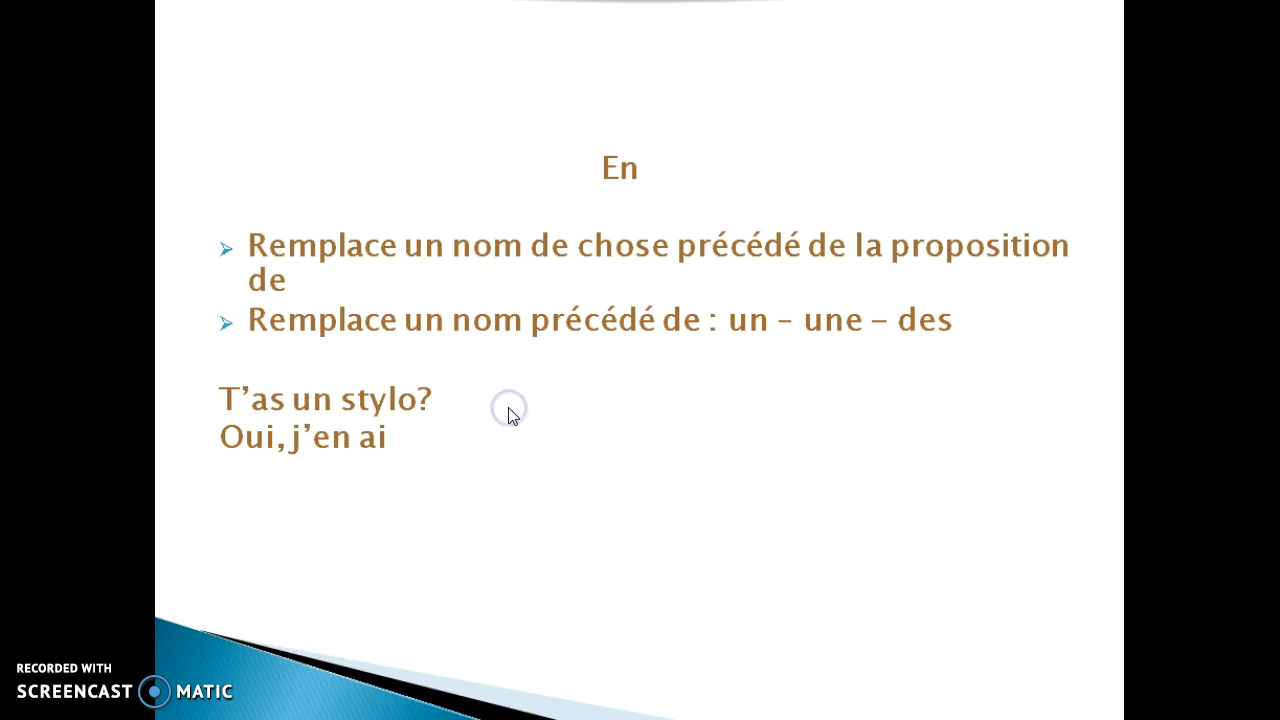 En
Remplace un nom de chose précédé de la proposition
de
Remplace un nom précédé de : un – une – des
T’as un stylo?
Oui, j’en ai
RECORDED WITH
SCREENCAST MATIC